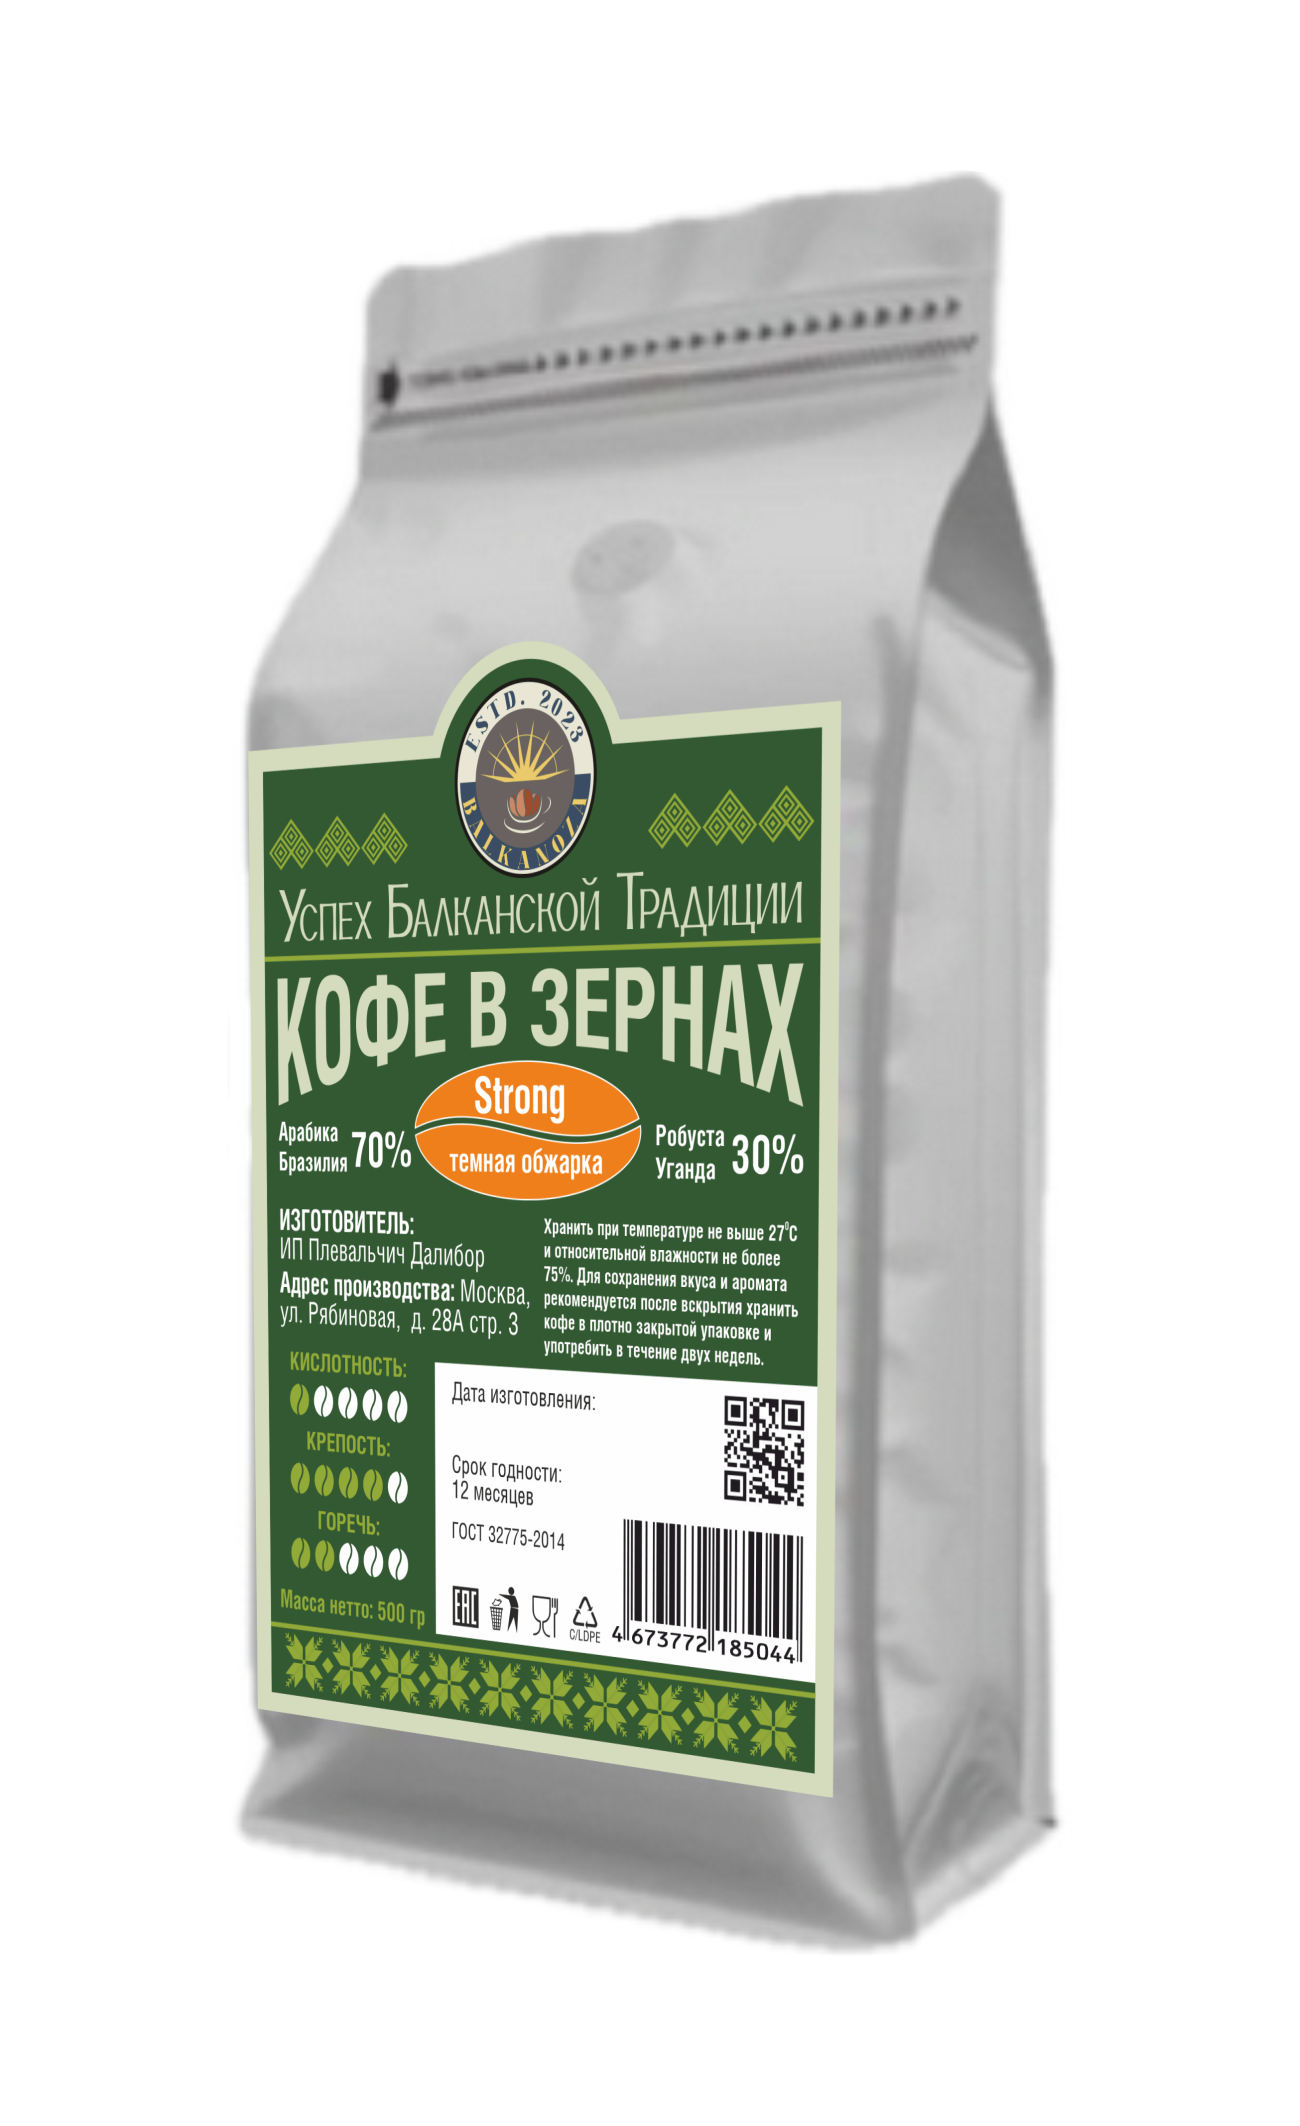 ESTD. 2023
BALKANOZA
Успех Балканской Традиции
КОФЕ В ЗЕРНАХ
Strong
темная обжарка
Арабика
Бразилия
70%
Робуста
Уганда
30%
ИЗГОТОВИТЕЛЬ:
ИП Плевальчич Далибор
Адрес производства: Москва,
ул. Рябиновая, д. 28А стр. 3
Хранить при температуре не выше 27°С
и относительной влажности не более
75%. Для сохранения вкуса и аромата
рекомендуется после вскрытия хранить
кофе в плотно закрытой упаковке и
употребить в течение двух недель.
КИСЛОТНОСТЬ:
КРЕПОСТЬ:
ГОРЕЧЬ:
Масса нетто: 500 гр
Дата изготовления:
Срок годности:
12 месяцев
ГОСТ 32775-2014
EAC
C/LDPE
4 673772 185044